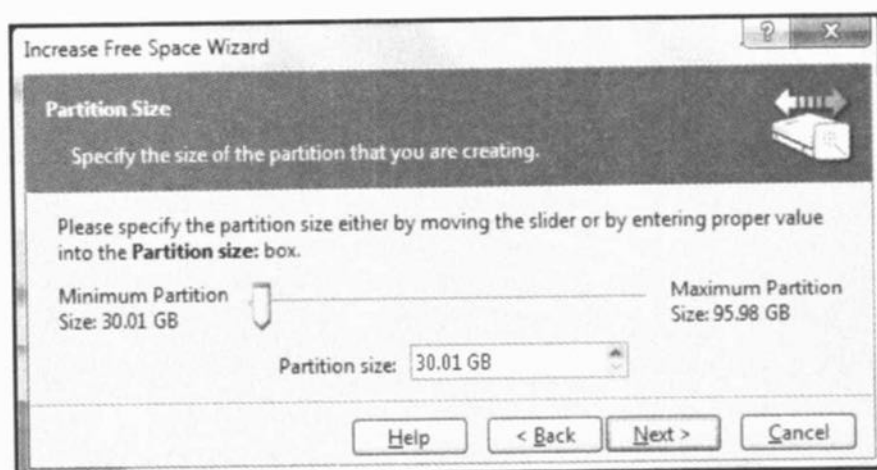 Increase Free Space Wizard
?
Partition Size
Specify the size of the partition that you are creating.
Please specify the partition size either by moving the slider or by entering proper value
into the Partition size: box.
Minimum Partition
Size: 30.01 GB
Maximum Partition
Size: 95.98 GB
Partition size: 30.01 GB
Help < Back Next > Cancel